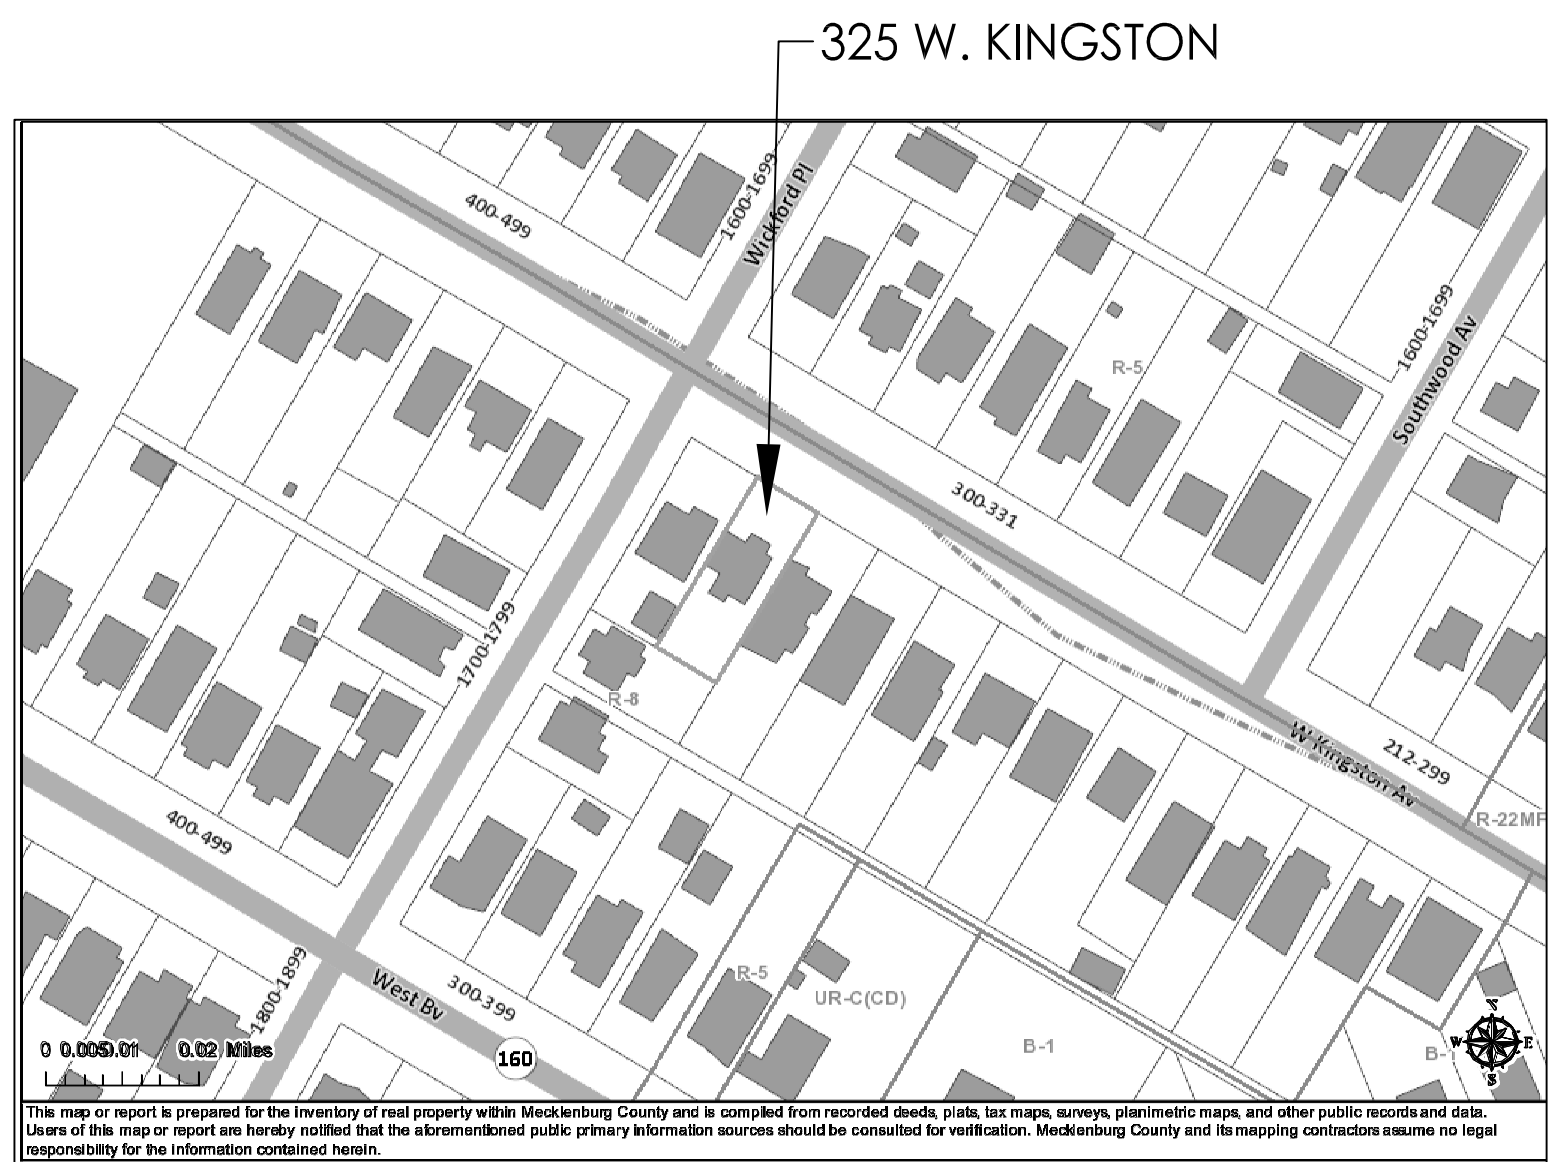 325 W. KINGSTON
400-499
1600-1699
Wickford Pl
R-5
1600-1699
Southwood Av
300-331
1700-1799
R-8
W Kingston Av
212-299
R-22MF
400-499
1800-1899
West Bv
300-399
160
R-5
UR-C(CD)
B-1
B-1
N
W E
S
0 0.005 0.01 0.02 Miles
This map or report is prepared for the inventory of real property within Mecklenburg County and is compiled from recorded deeds, plats, tax maps, surveys, planimetric maps, and other public records and data.
Users of this map or report are hereby notified that the aforementioned public primary information sources should be consulted for verification. Mecklenburg County and its mapping contractors assume no legal
responsibility for the information contained herein.